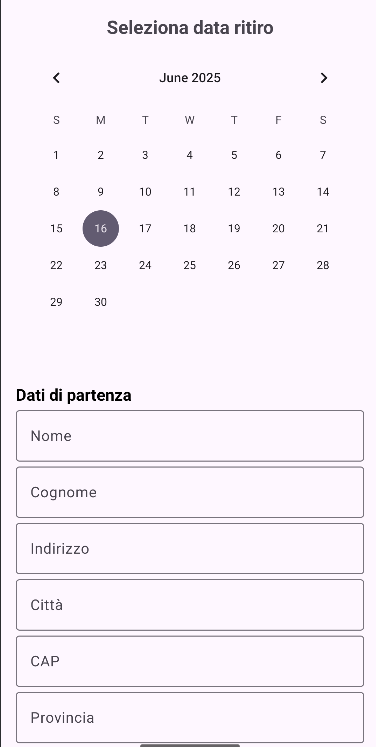 Seleziona data ritiro
June 2025
S M T W T F S
1 2 3 4 5 6 7
8 9 10 11 12 13 14
15 16 17 18 19 20 21
22 23 24 25 26 27 28
29 30
Dati di partenza
Nome
Cognome
Indirizzo
Città
CAP
Provincia